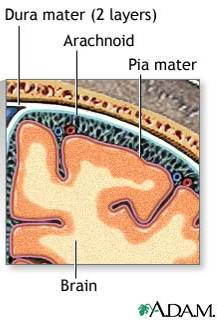 Dura mater (2 layers)
Arachnoid
Pia mater
Brain
A.D.A.M.